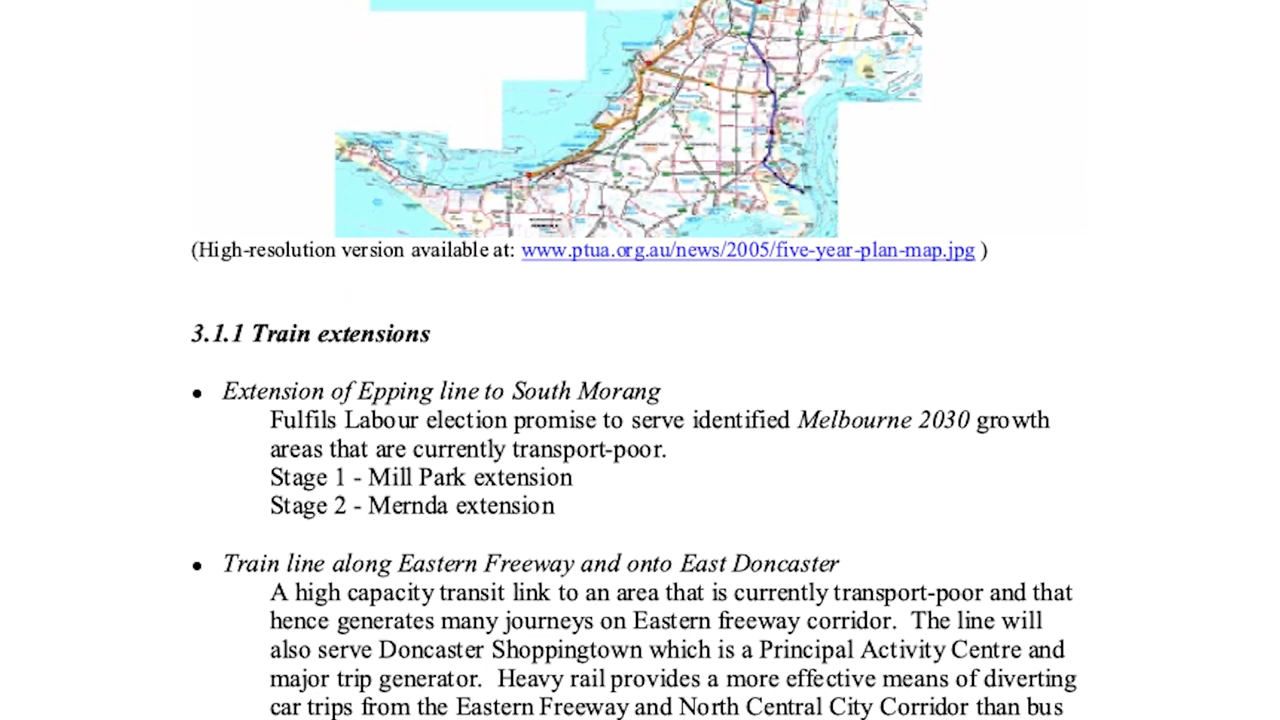 (High-resolution version available at: www.ptua.org.au/news/2005/five-year-plan-map.jpg )
3.1.1 Train extensions
• Extension of Epping line to South Morang
Fulfils Labour election promise to serve identified Melbourne 2030 growth
areas that are currently transport-poor.
Stage 1 - Mill Park extension
Stage 2 - Mernda extension
• Train line along Eastern Freeway and onto East Doncaster
A high capacity transit link to an area that is currently transport-poor and that
hence generates many journeys on Eastern freeway corridor. The line will
also serve Doncaster Shoppingtown which is a Principal Activity Centre and
major trip generator. Heavy rail provides a more effective means of diverting
car trips from the Eastern Freeway and North Central City Corridor than bus